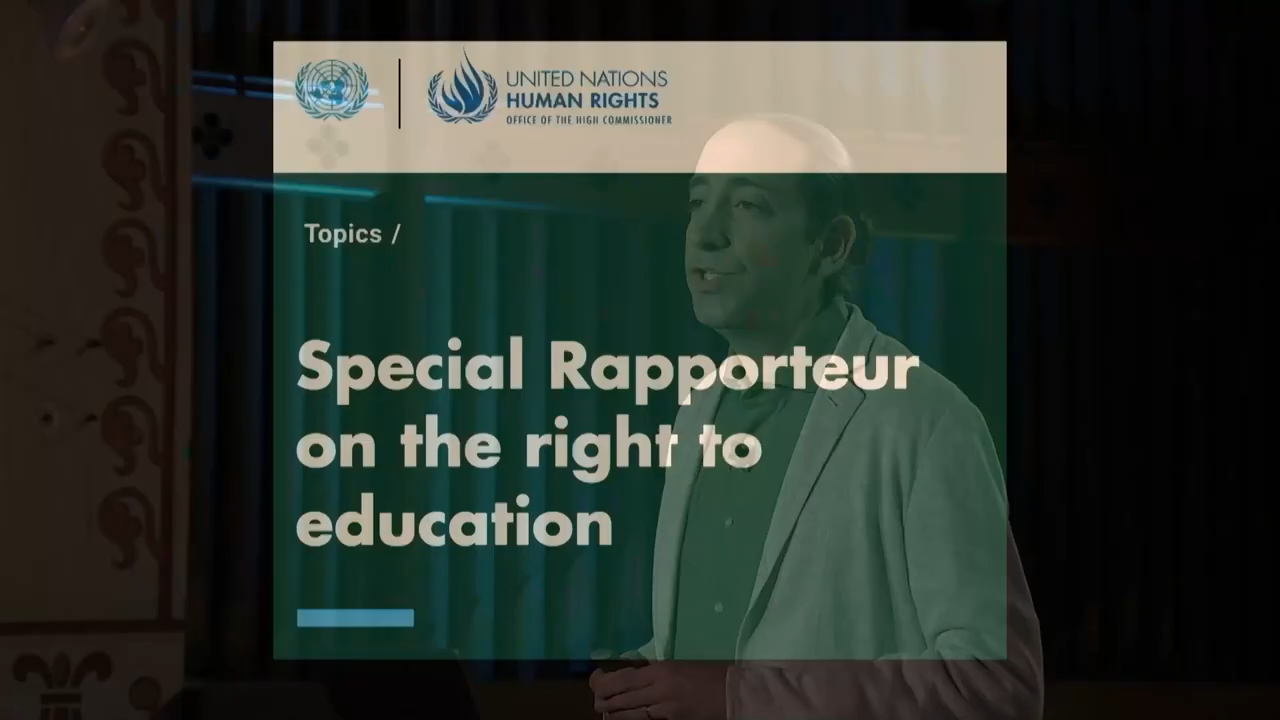 UNITED NATIONS
HUMAN RIGHTS
OFFICE OF THE HIGH COMMISSIONER
Topics /
Special Rapporteur
on the right to
education